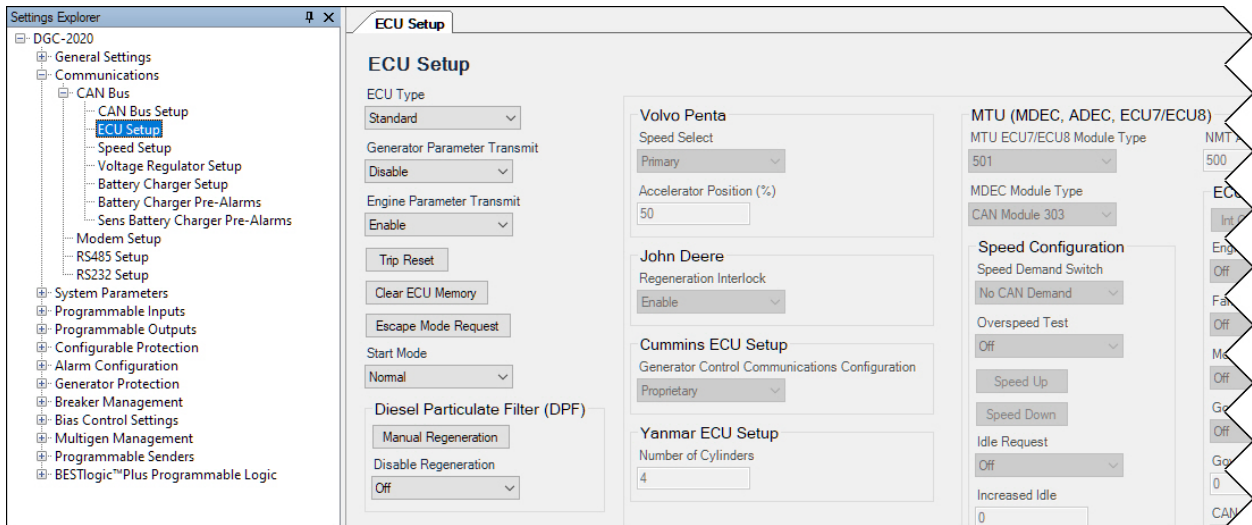 Settings Explorer
DGC-2020
General Settings
Communications
CAN Bus
CAN Bus Setup
ECU Setup
Speed Setup
Voltage Regulator Setup
Battery Charger Setup
Battery Charger Pre-Alarms
Sens Battery Charger Pre-Alarms
Modem Setup
RS485 Setup
RS232 Setup
System Parameters
Programmable Inputs
Programmable Outputs
Configurable Protection
Alarm Configuration
Generator Protection
Breaker Management
Bias Control Settings
Multigen Management
Programmable Senders
BESTlogic™Plus Programmable Logic
ECU Setup
ECU Setup
ECU Type
Standard
Generator Parameter Transmit
Disable
Engine Parameter Transmit
Enable
Trip Reset
Clear ECU Memory
Escape Mode Request
Start Mode
Normal
Diesel Particulate Filter (DPF)
Manual Regeneration
Disable Regeneration
Off
Volvo Penta
Speed Select
Primary
Accelerator Position (%)
50
John Deere
Regeneration Interlock
Enable
Cummins ECU Setup
Generator Control Communications Configuration
Proprietary
Yanmar ECU Setup
Number of Cylinders
4
MTU (MDEC, ADEC, ECU7/ECU8)
MTU ECU7/ECU8 Module Type
501
MDEC Module Type
CAN Module 303
Speed Configuration
Speed Demand Switch
No CAN Demand
Overspeed Test
Off
Speed Up
Speed Down
Idle Request
Off
Increased Idle
0
NMT
500
Int
Off
Off
Off
Off
0
CAN